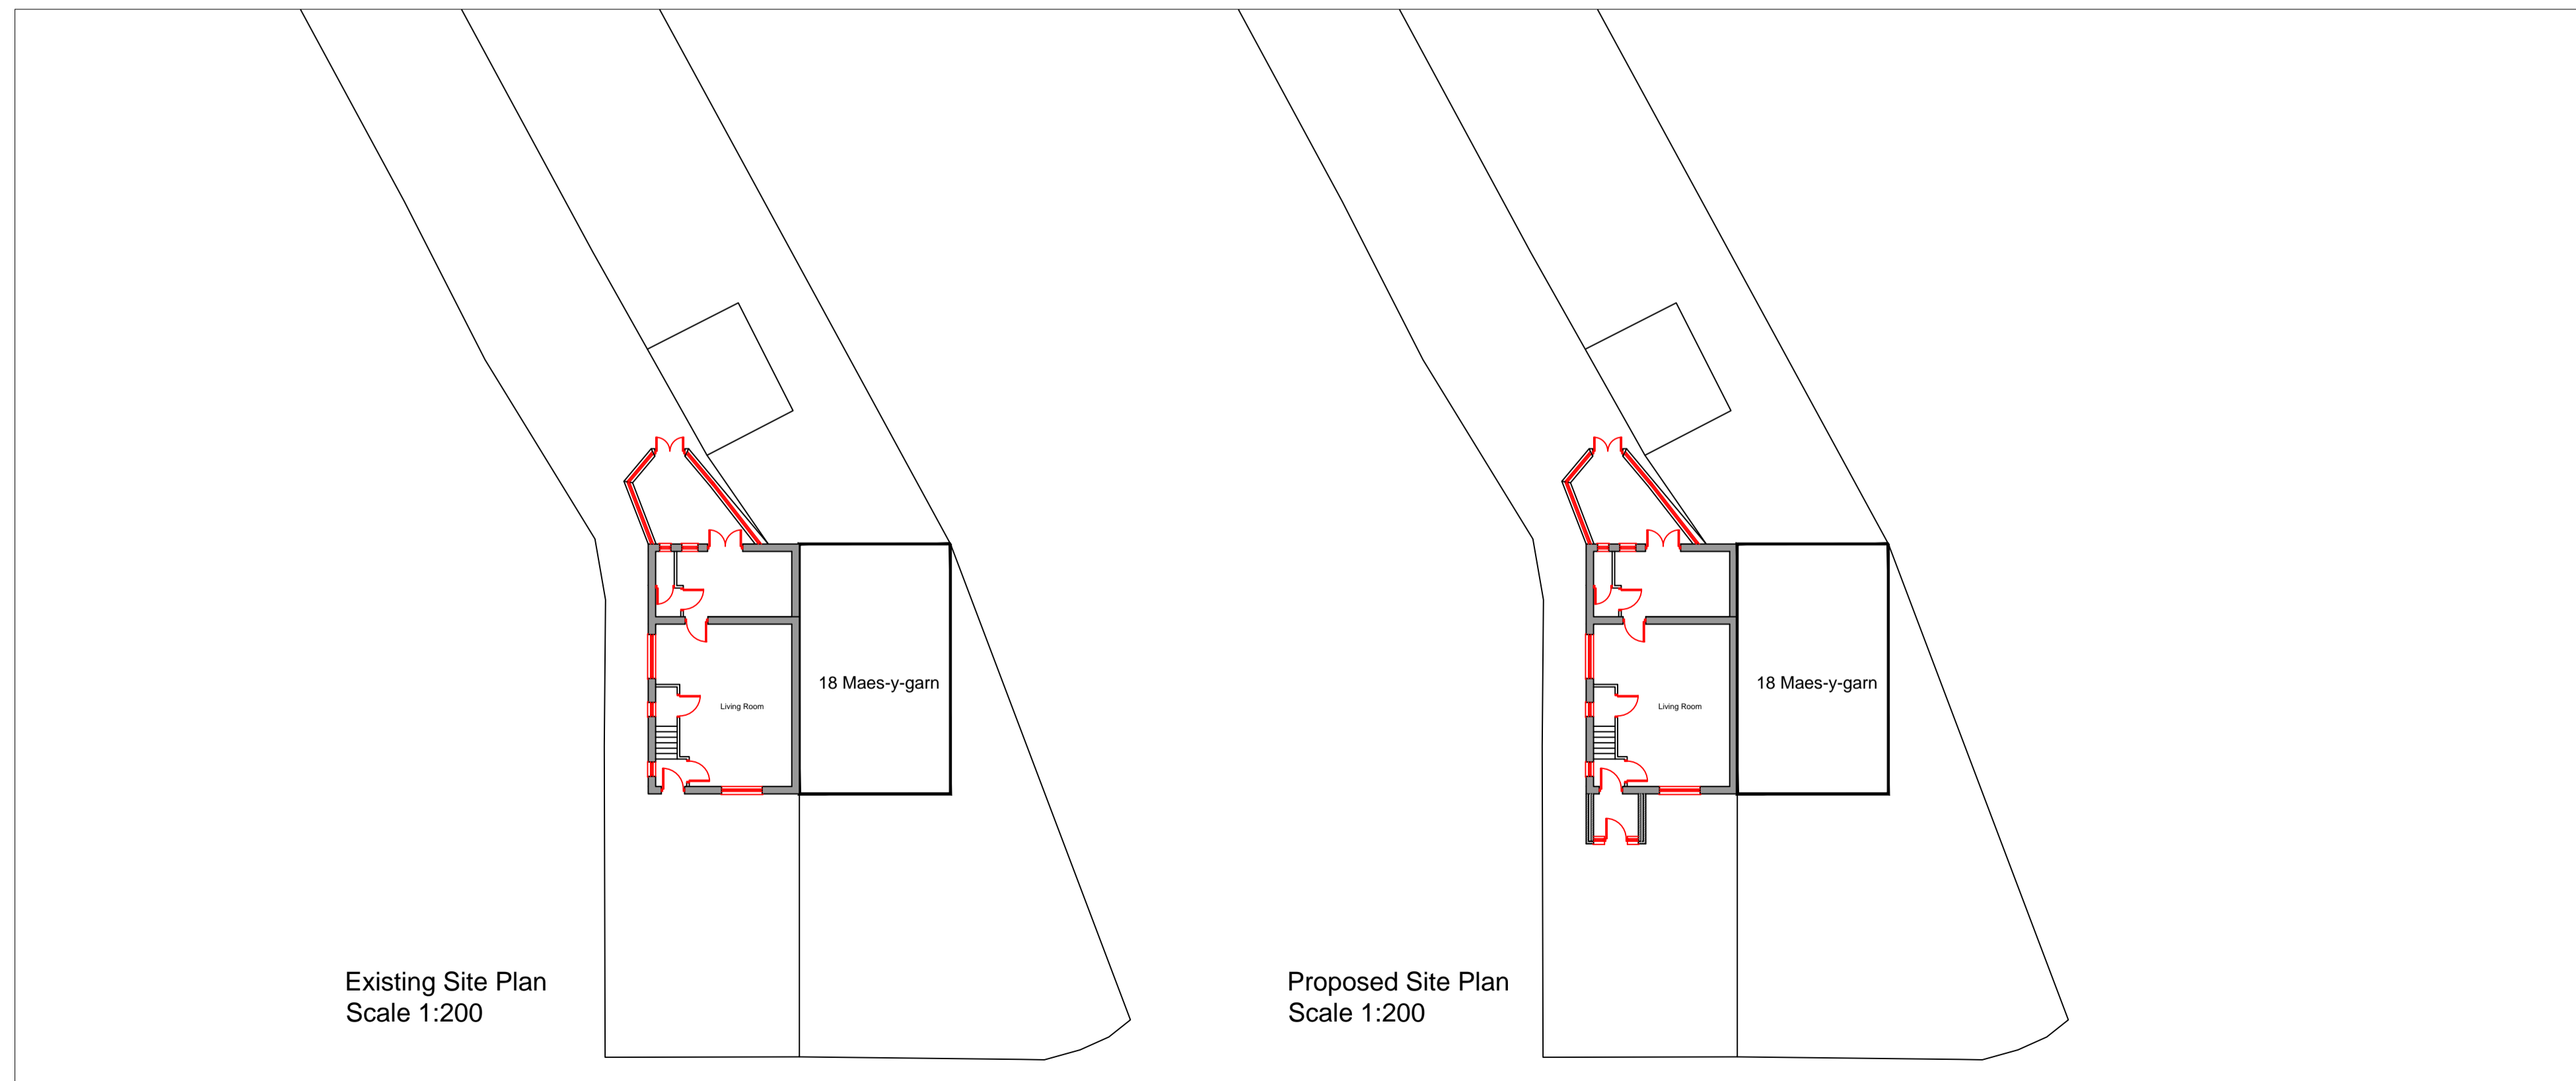 18 Maes-y-garn
Living Room
Existing Site Plan
Scale 1:200
18 Maes-y-garn
Living Room
Proposed Site Plan
Scale 1:200